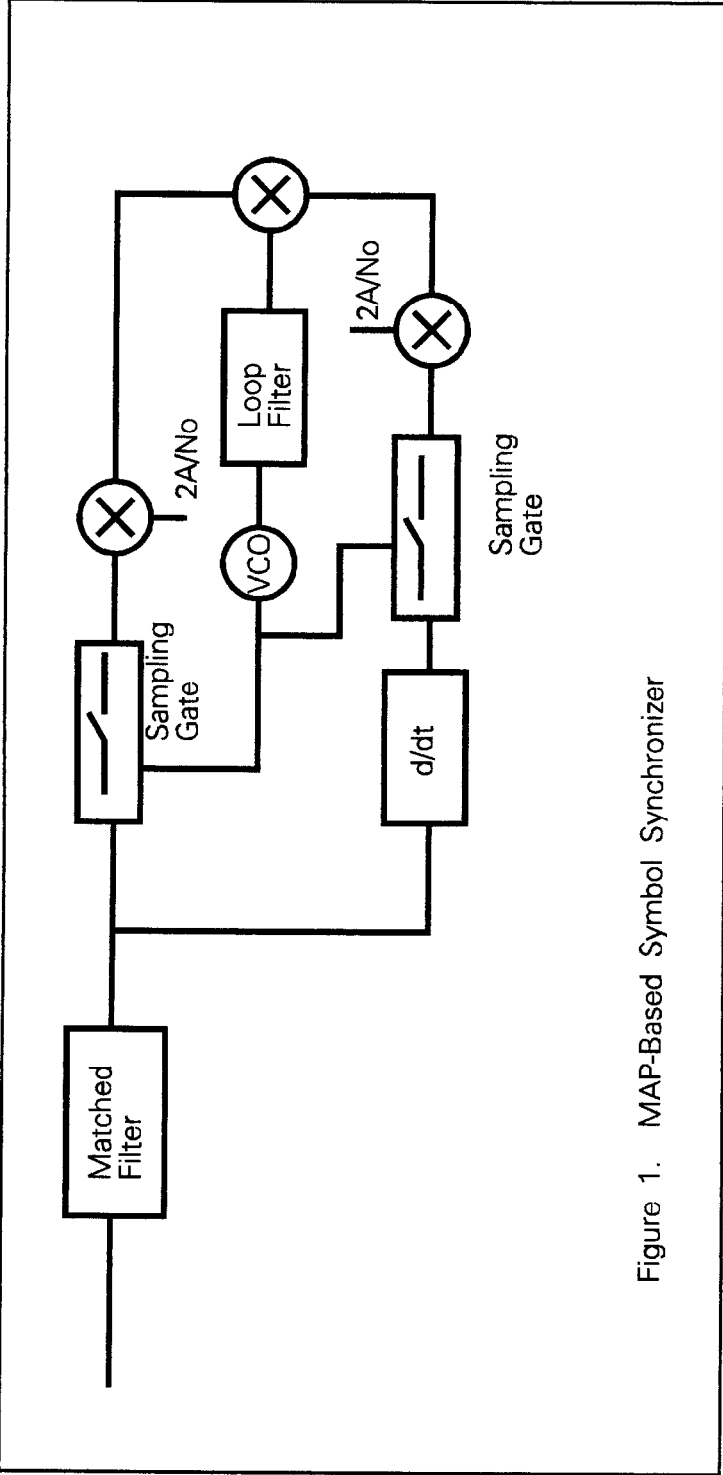 Matched
Filter
Sampling
Gate
2A/No
VCO
Loop
Filter
d/dt
Sampling
Gate
2A/No
Figure 1. MAP-Based Symbol Synchronizer